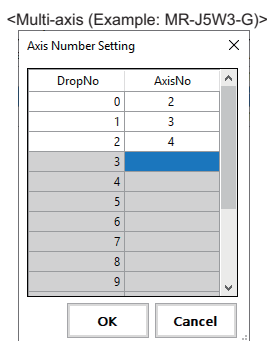 <Multi-axis (Example: MR-J5W3-G)>
Axis Number Setting
DropNo AxisNo
0 2
1 3
2 4
3
4
5
6
7
8
9
OK Cancel